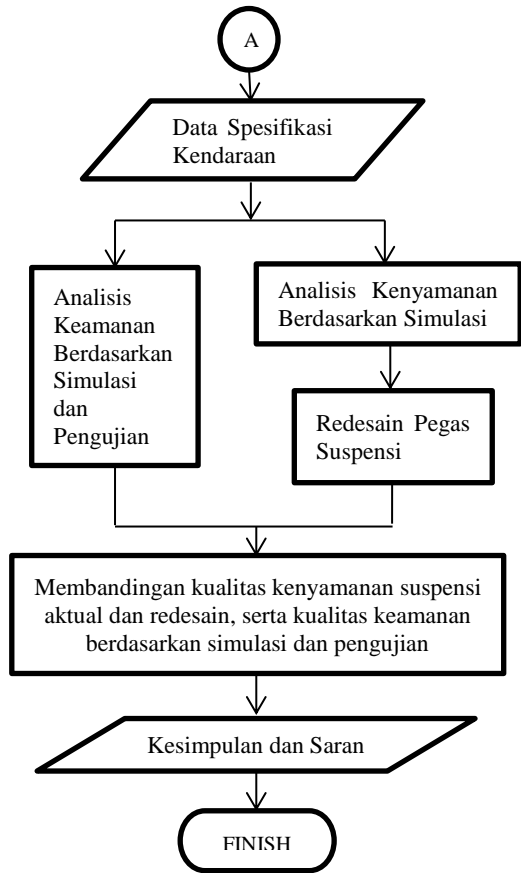 A
Data Spesifikasi
Kendaraan
Analisis
Keamanan
Berdasarkan
Simulasi
dan
Pengujian
Analisis Kenyamanan
Berdasarkan Simulasi
Redesain Pegas
Suspensi
Membandingan kualitas kenyamanan suspensi
aktual dan redesain, serta kualitas keamanan
berdasarkan simulasi dan pengujian
Kesimpulan dan Saran
FINISH